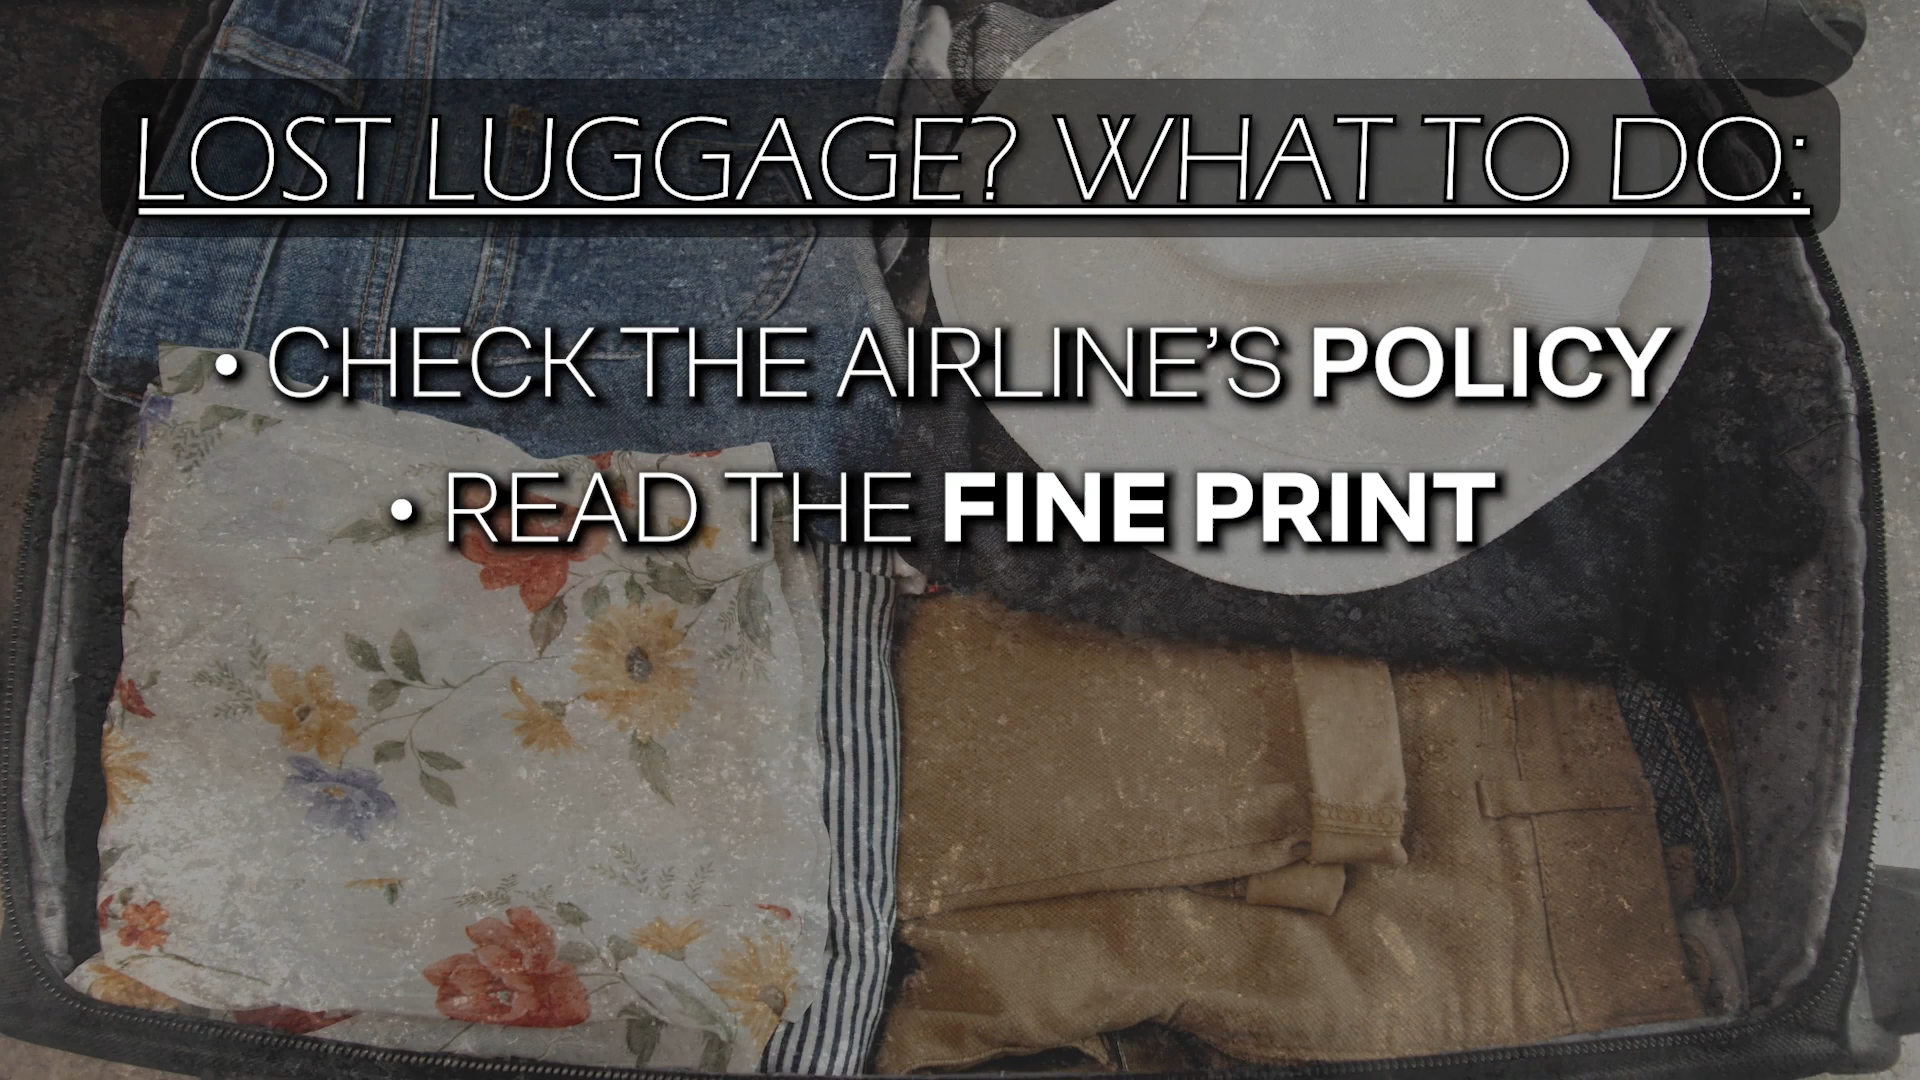 LOST LUGGAGE? WHAT TO DO:
• CHECK THE AIRLINE’S POLICY
• READ THE FINE PRINT